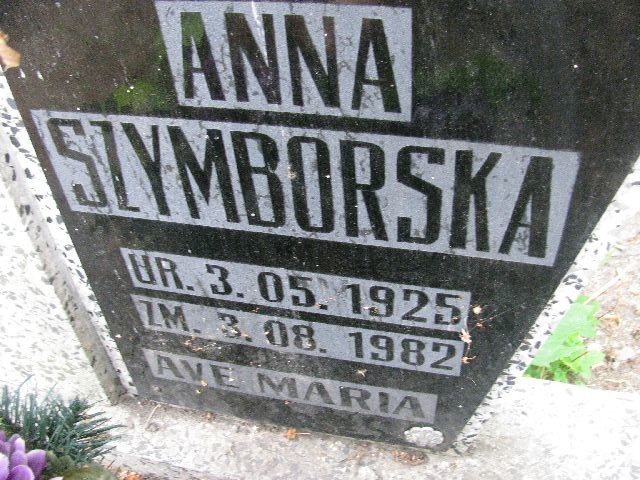 ANNA
SZYMBORSKA
UR. 3. 05. 1925
ZM. 3. 08. 1982
AVE MARIA